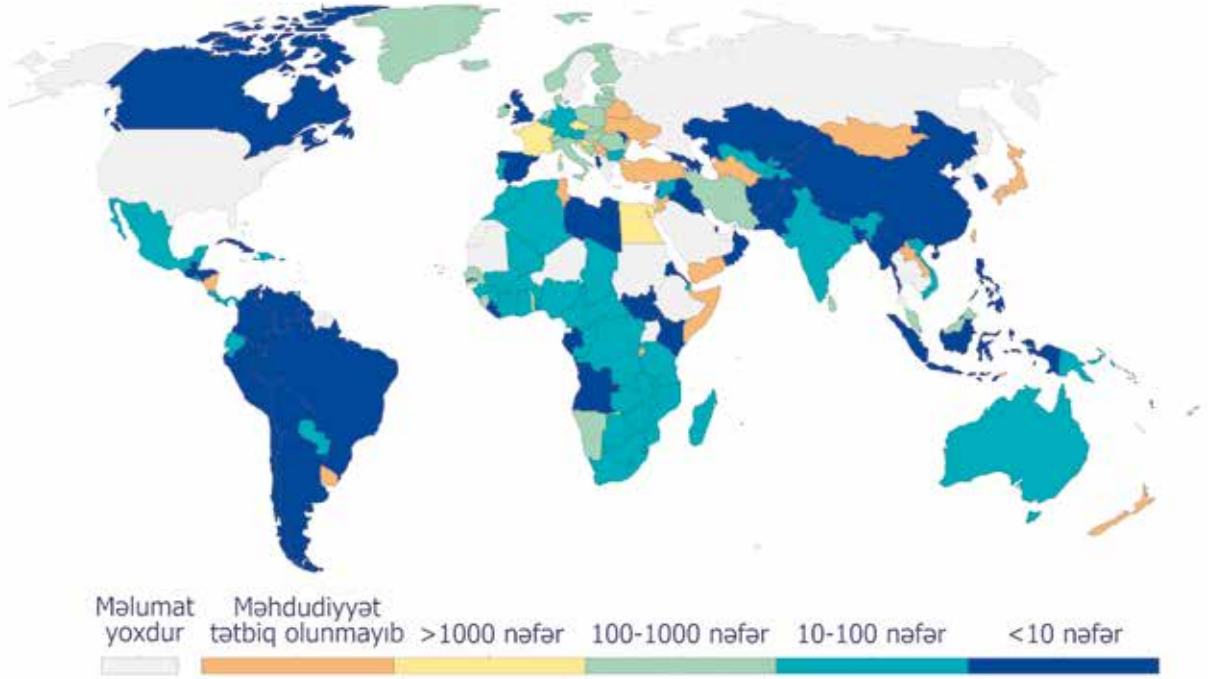 Məlumat
yoxdur
Məhdudiyyət
tətbiq olunmayıb
>1000 nəfər
100-1000 nəfər
10-100 nəfər
<10 nəfər